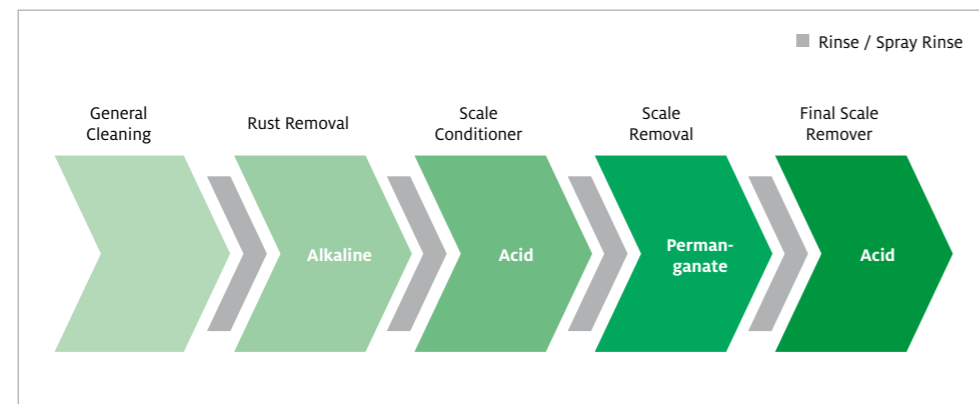 Rinse / Spray Rinse
General
Cleaning
Rust Removal
Scale
Conditioner
Scale
Removal
Final Scale
Remover
Alkaline
Acid
Perman-
ganate
Acid